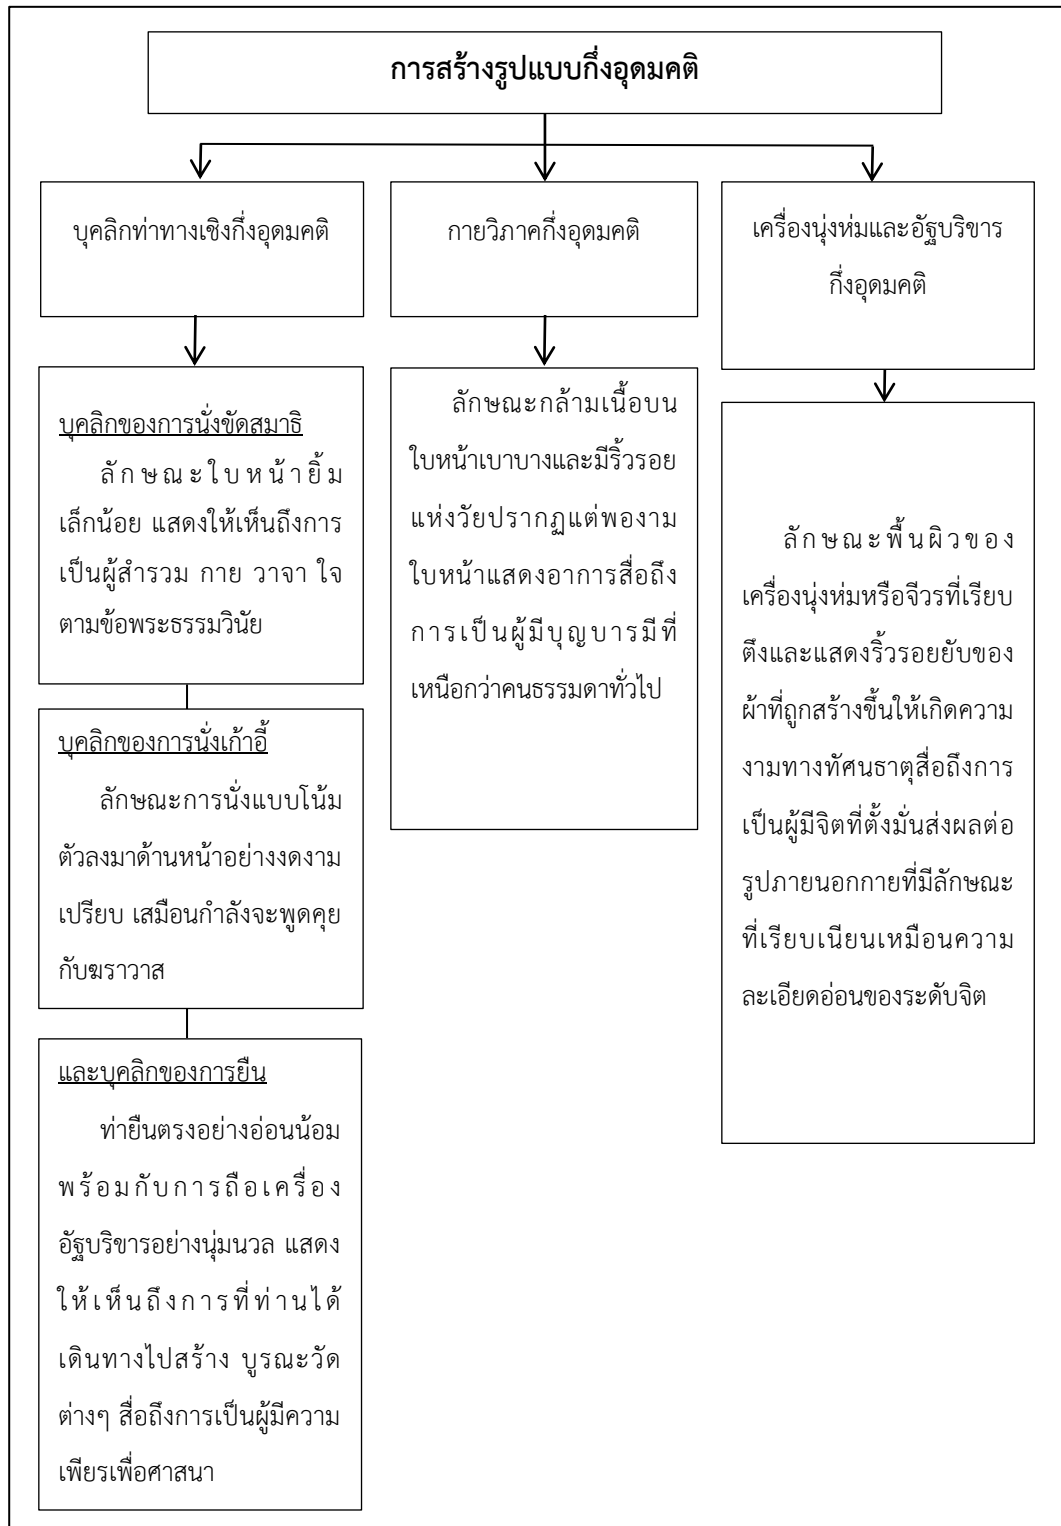 การสร้างรูปแบบกึ่งอุดมคติ
บุคลิกท่าทางเชิงกึ่งอุดมคติ
กายวิภาคกึ่งอุดมคติ
เครื่องนุ่งห่มและอัฐบริขาร
กึ่งอุดมคติ
บุคลิกของการนั่งขัดสมาธิ
ลักษณะใบหน้ายิ้ม
เล็กน้อย แสดงให้เห็นถึงการ
เป็นผู้สำรวม กาย วาจา ใจ
ตามข้อพระธรรมวินัย
บุคลิกของการนั่งเก้าอี้
ลักษณะการนั่งแบบโน้ม
ตัวลงมาด้านหน้าอย่างงดงาม
เปรียบ เสมือนกำลังจะพูดคุย
กับฆราวาส
และบุคลิกของการยืน
ท่ายืนตรงอย่างอ่อนน้อม
พร้อมกับการถือเครื่อง
อัฐบริขารอย่างนุ่มนวล แสดง
ให้เห็นถึงการที่ท่านได้
เดินทางไปสร้าง บูรณะวัด
ต่างๆ สื่อถึงการเป็นผู้มีความ
เพียรเพื่อศาสนา
ลักษณะกล้ามเนื้อบน
ใบหน้าเบาบางและมีริ้วรอย
แห่งวัยปรากฏแต่พองาม
ใบหน้าแสดงอาการสื่อถึง
การเป็นผู้มีบุญบารมีที่
เหนือกว่าคนธรรมดาทั่วไป
ลักษณะพื้นผิวของ
เครื่องนุ่งห่มหรือจีวรที่เรียบ
ตึงและแสดงริ้วรอยยับของ
ผ้าที่ถูกสร้างขึ้นให้เกิดความ
งามทางทัศนธาตุสื่อถึงการ
เป็นผู้มีจิตที่ตั้งมั่นส่งผลต่อ
รูปภายนอกกายที่มีลักษณะ
ที่เรียบเนียนเหมือนความ
ละเอียดอ่อนของระดับจิต